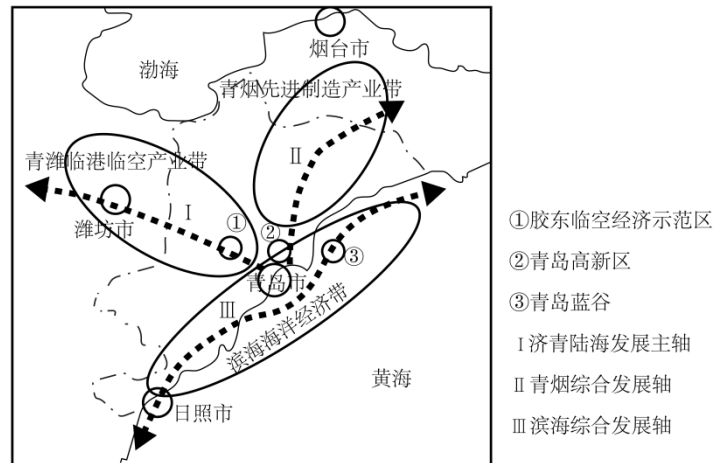 烟台市
渤海
青烟先进制造产业带
Ⅱ
青潍临港临空产业带
Ⅰ
潍坊市
①
②
③
青岛市
Ⅲ
滨海海洋经济带
黄海
日照市
①胶东临空经济示范区
②青岛高新区
③青岛蓝谷
Ⅰ济青陆海发展主轴
Ⅱ青烟综合发展轴
Ⅲ滨海综合发展轴